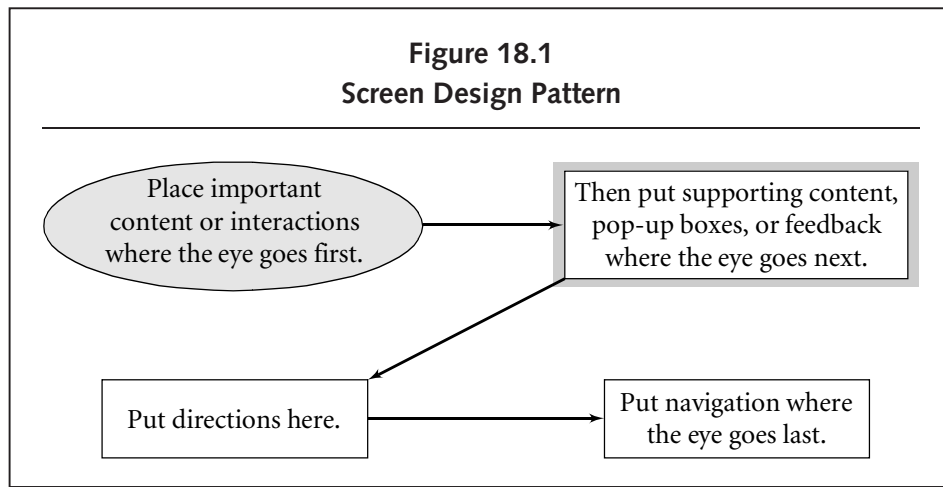 Figure 18.1
Screen Design Pattern
Place important
content or interactions
where the eye goes first.
Then put supporting content,
pop-up boxes, or feedback
where the eye goes next.
Put directions here.
Put navigation where
the eye goes last.